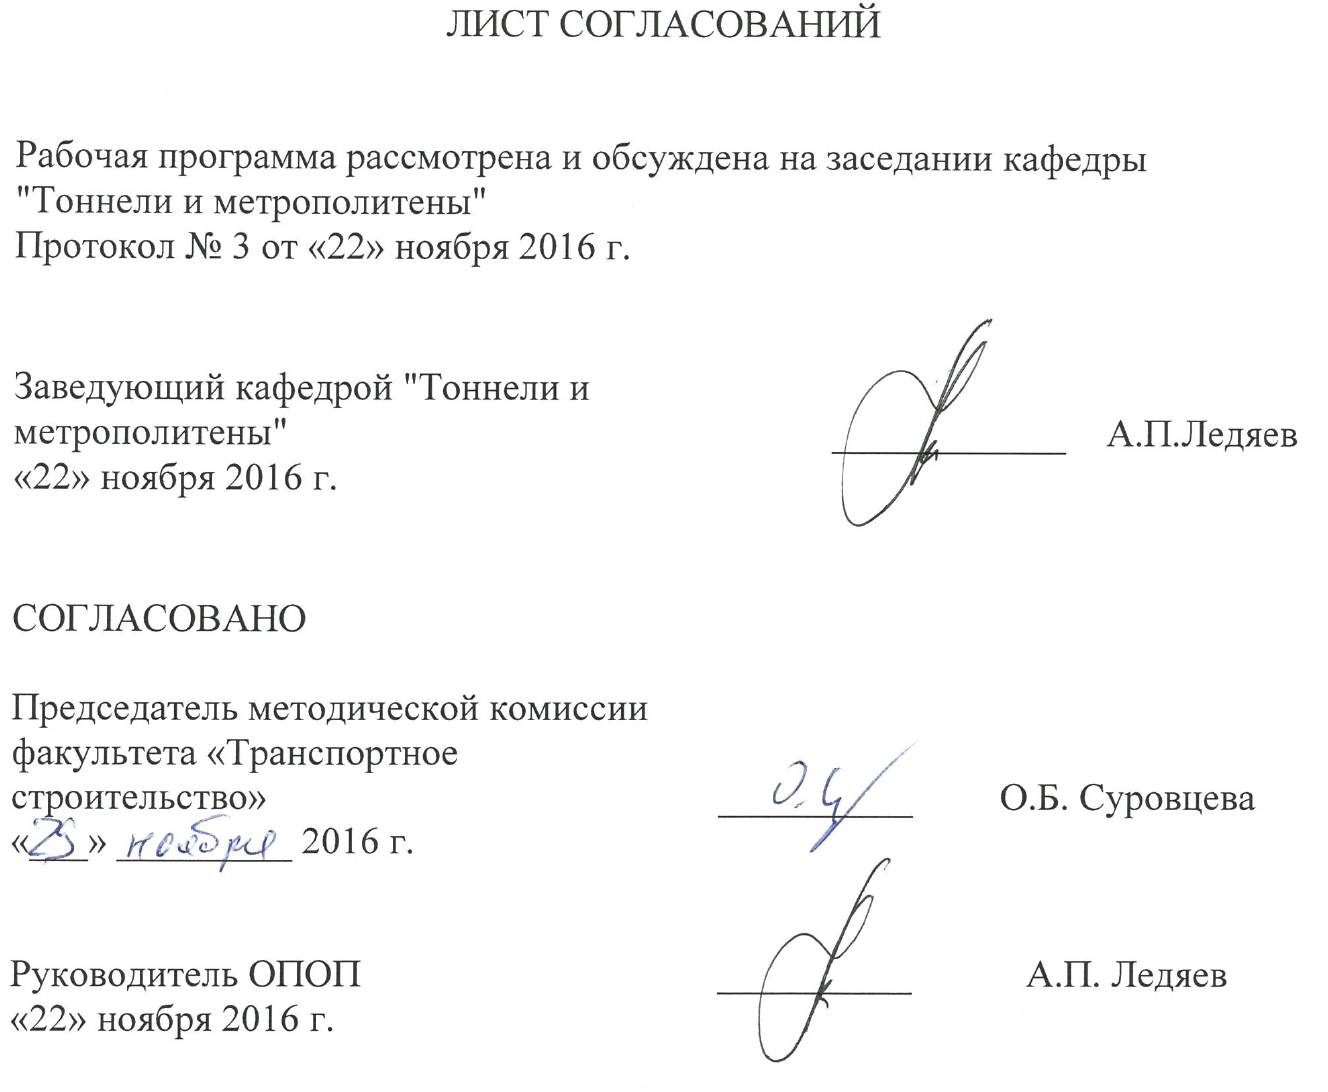 ЛИСТ СОГЛАСОВАНИЙ
Рабочая программа рассмотрена и обсуждена на заседании кафедры
"Тоннели и метрополитены"
Протокол № 3 от «22» ноября 2016 г.
Заведующий кафедрой "Тоннели и
метрополитены"
«22» ноября 2016 г.
А.П.Ледяев
СОГЛАСОВАНО
Председатель методической комиссии
факультета «Транспортное
строительство»
О.Б. Суровцева
«25» ноября 2016 г.
Руководитель ОПОП
А.П. Ледяев
«22» ноября 2016 г.